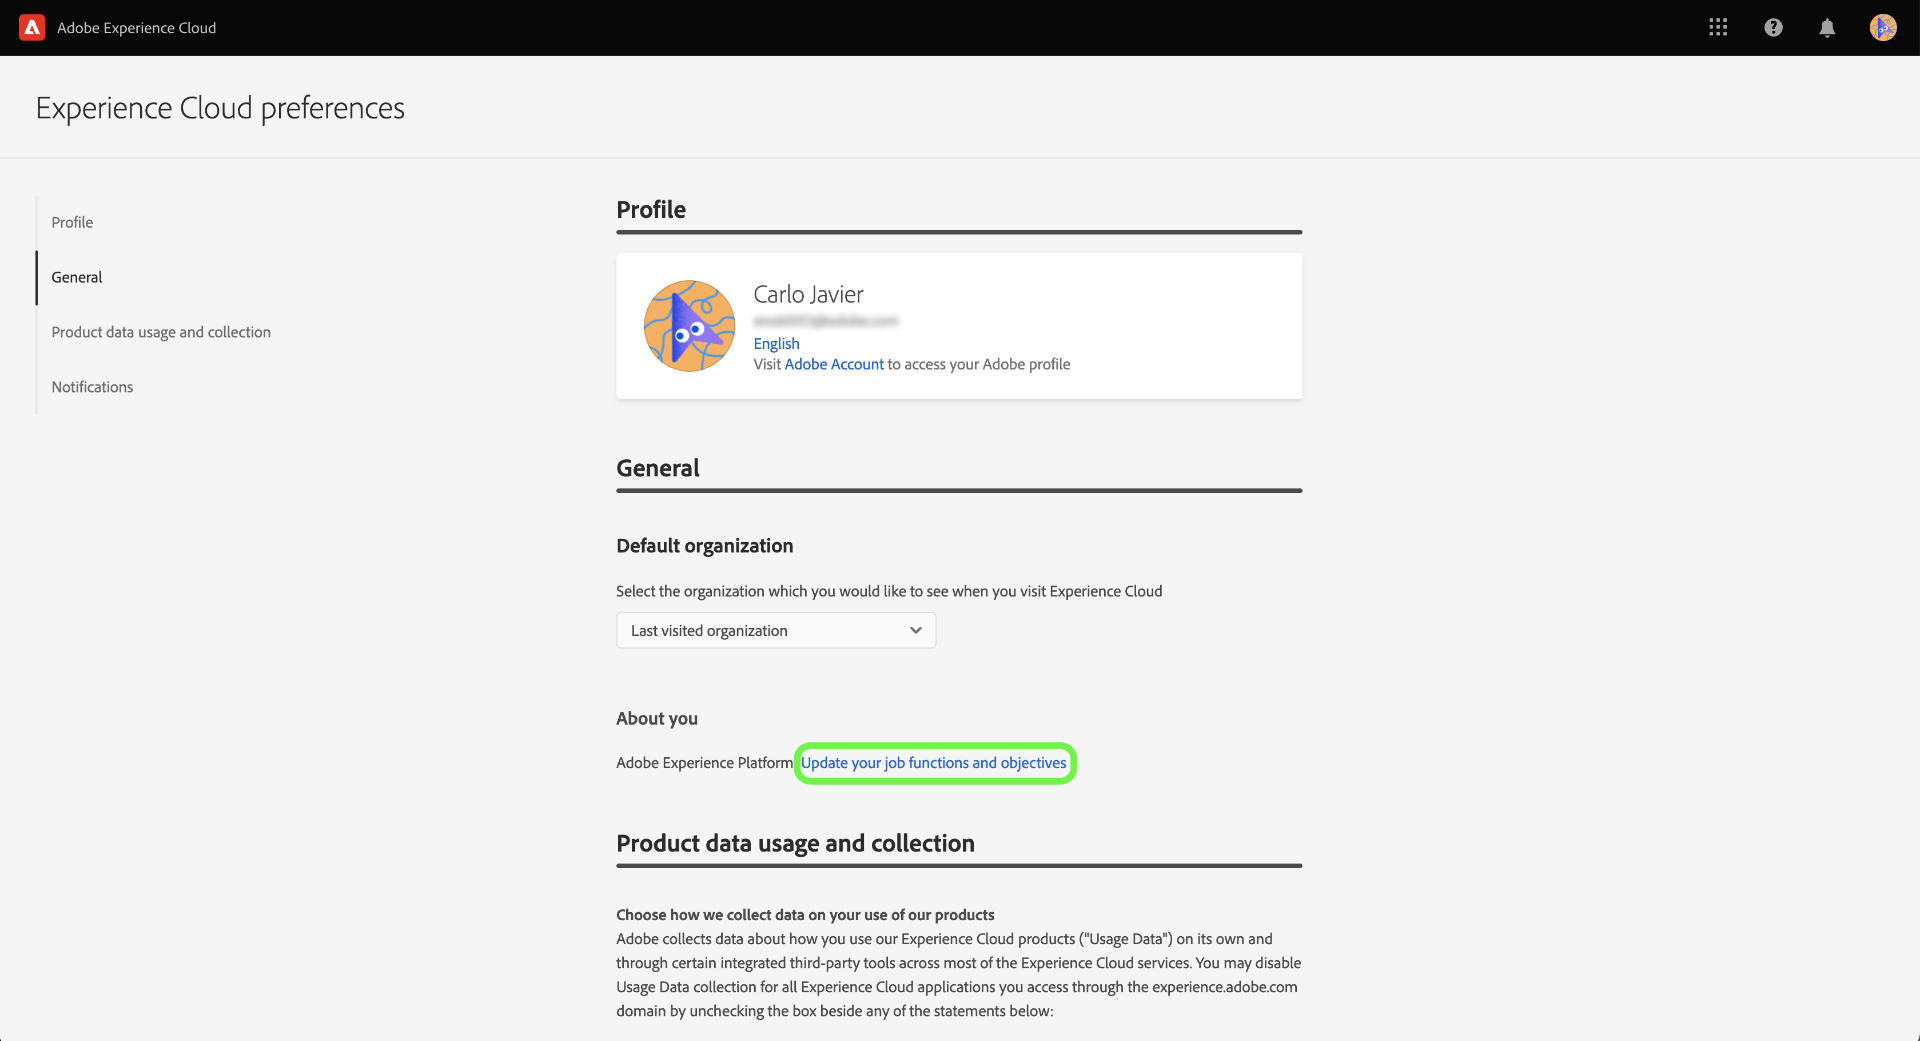 Adobe Experience Cloud
Experience Cloud preferences
Profile
General
Product data usage and collection
Notifications
Profile
Carlo Javier
English
Visit Adobe Account to access your Adobe profile
General
Default organization
Select the organization which you would like to see when you visit Experience Cloud
Last visited organization
About you
Adobe Experience Platform Update your job functions and objectives
Product data usage and collection
Choose how we collect data on your use of our products
Adobe collects data about how you use our Experience Cloud products ("Usage Data") on its own and
through certain integrated third-party tools across most of the Experience Cloud services. You may disable
Usage Data collection for all Experience Cloud applications you access through the experience.adobe.com
domain by unchecking the box beside any of the statements below: